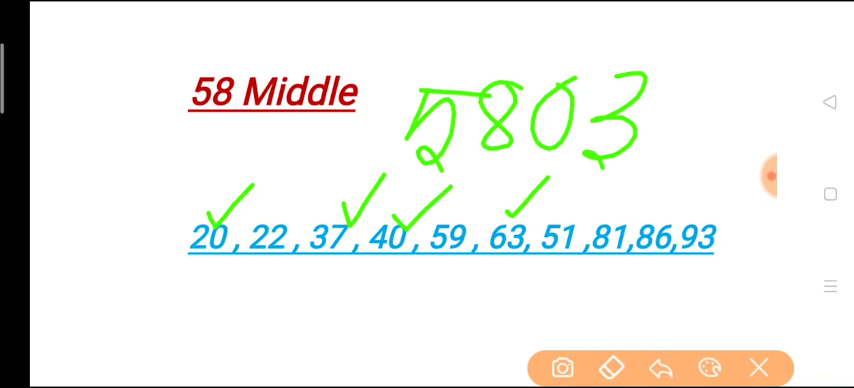 58 Middle 5803
20 , 22 , 37 , 40 , 59 , 63, 51 ,81,86,93